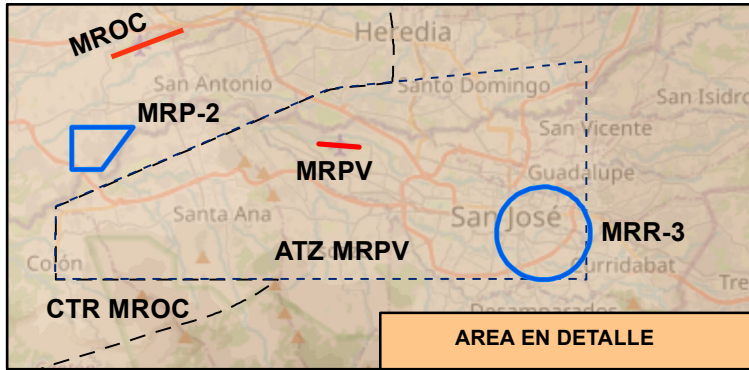 MROC
Heredia
San Antonio
Santo Domingo
MRP-2
San Isidro
San Vicente
MRPV
Guadalupe
Santa Ana
San José
MRR-3
ATZ MRPV
Colón
Curridabat
CTR MROC
Desamparados
AREA EN DETALLE